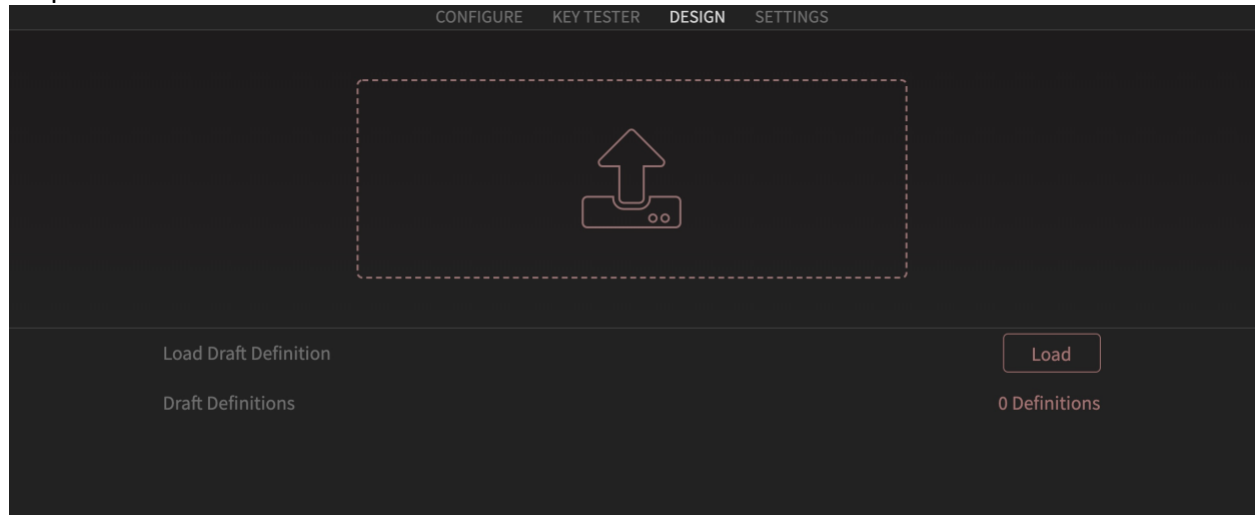 CONFIGURE KEY TESTER DESIGN SETTINGS
Load Draft Definition Load
Draft Definitions 0 Definitions